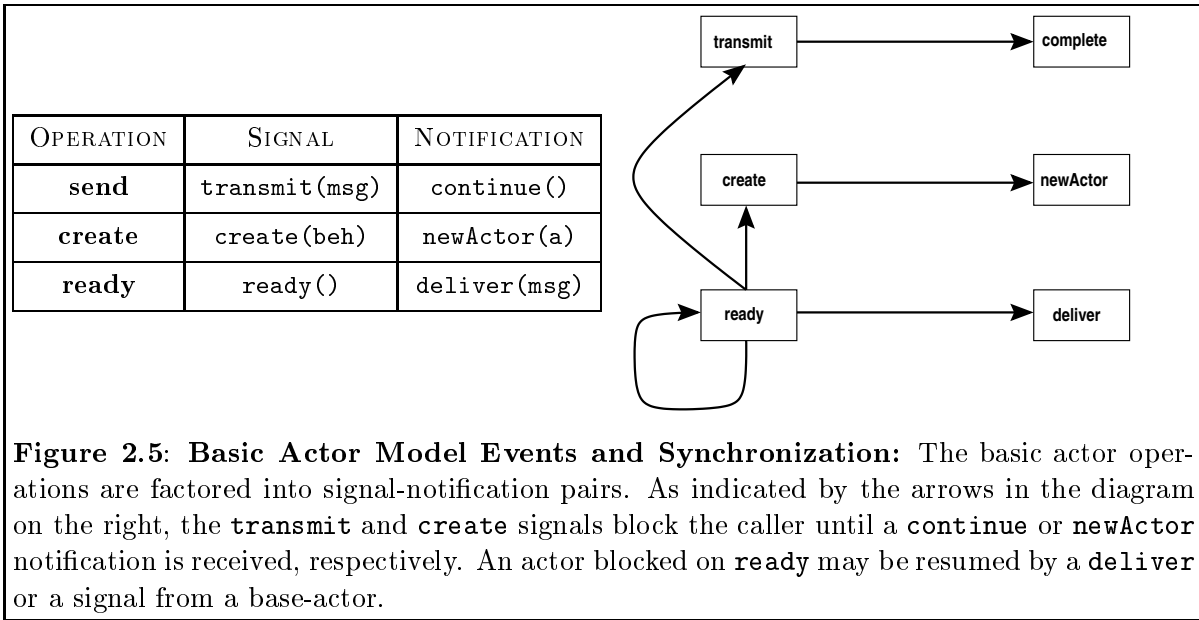 OPERATION SIGNAL NOTIFICATION
send transmit(msg) continue()
create create(beh) newActor(a)
ready ready() deliver(msg)
transmit complete
create newActor
ready deliver
Figure 2.5: Basic Actor Model Events and Synchronization: The basic actor oper-
ations are factored into signal-notification pairs. As indicated by the arrows in the diagram
on the right, the transmit and create signals block the caller until a continue or newActor
notification is received, respectively. An actor blocked on ready may be resumed by a deliver
or a signal from a base-actor.